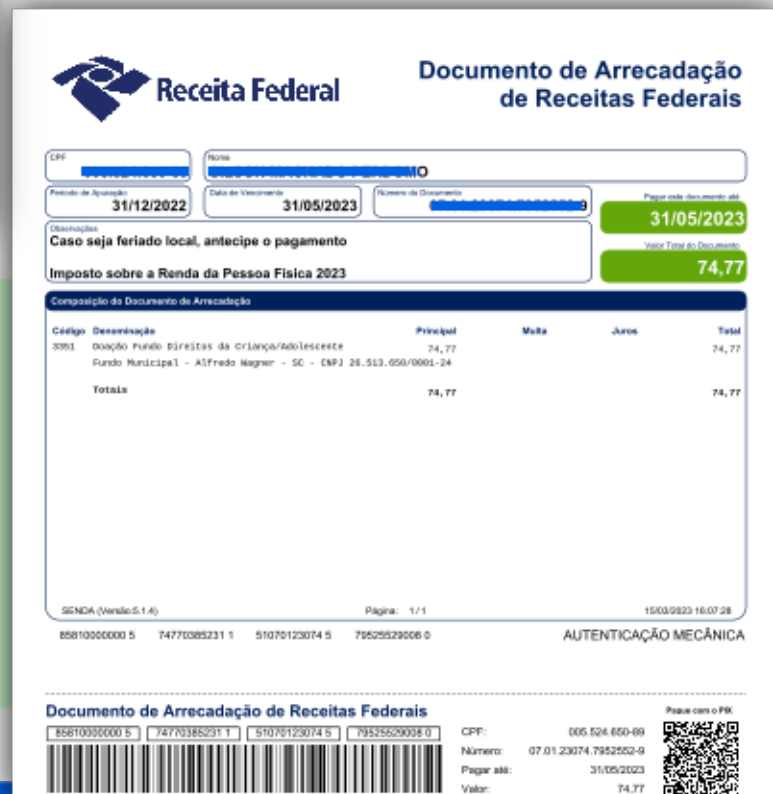 Receita Federal
Documento de Arrecadação
de Receitas Federais
CPF
Nome
MO
Período de Apuração
31/12/2022
Data de Vencimento
31/05/2023
Número do Documento
9
Pagar este documento até
31/05/2023
Observações
Caso seja feriado local, antecipe o pagamento
Imposto sobre a Renda da Pessoa Física 2023
Valor Total do Documento
74,77
Composição do Documento de Arrecadação
Código Denominação Principal Multa Juros Total
3351 Doação Fundo Direitos da Criança/Adolescente 74,77 74,77
Fundo Municipal - Alfredo Wagner - SC - CNPJ 26.513.650/0001-24
Totais 74,77 74,77
SENDA (Versão:5.1.4) Página: 1/1 15/03/2023 16:07:28
85810000000 5 74770385231 1 51070123074 5 79525529008 0 AUTENTICAÇÃO MECÂNICA
Documento de Arrecadação de Receitas Federais
85810000000 5 74770385231 1 51070123074 5 79525529008 0
CPF: 005.524.650-89
Número: 07.01.23074.7952552-9
Pagar até: 31/05/2023
Valor: 74,77
Pague com o PIX